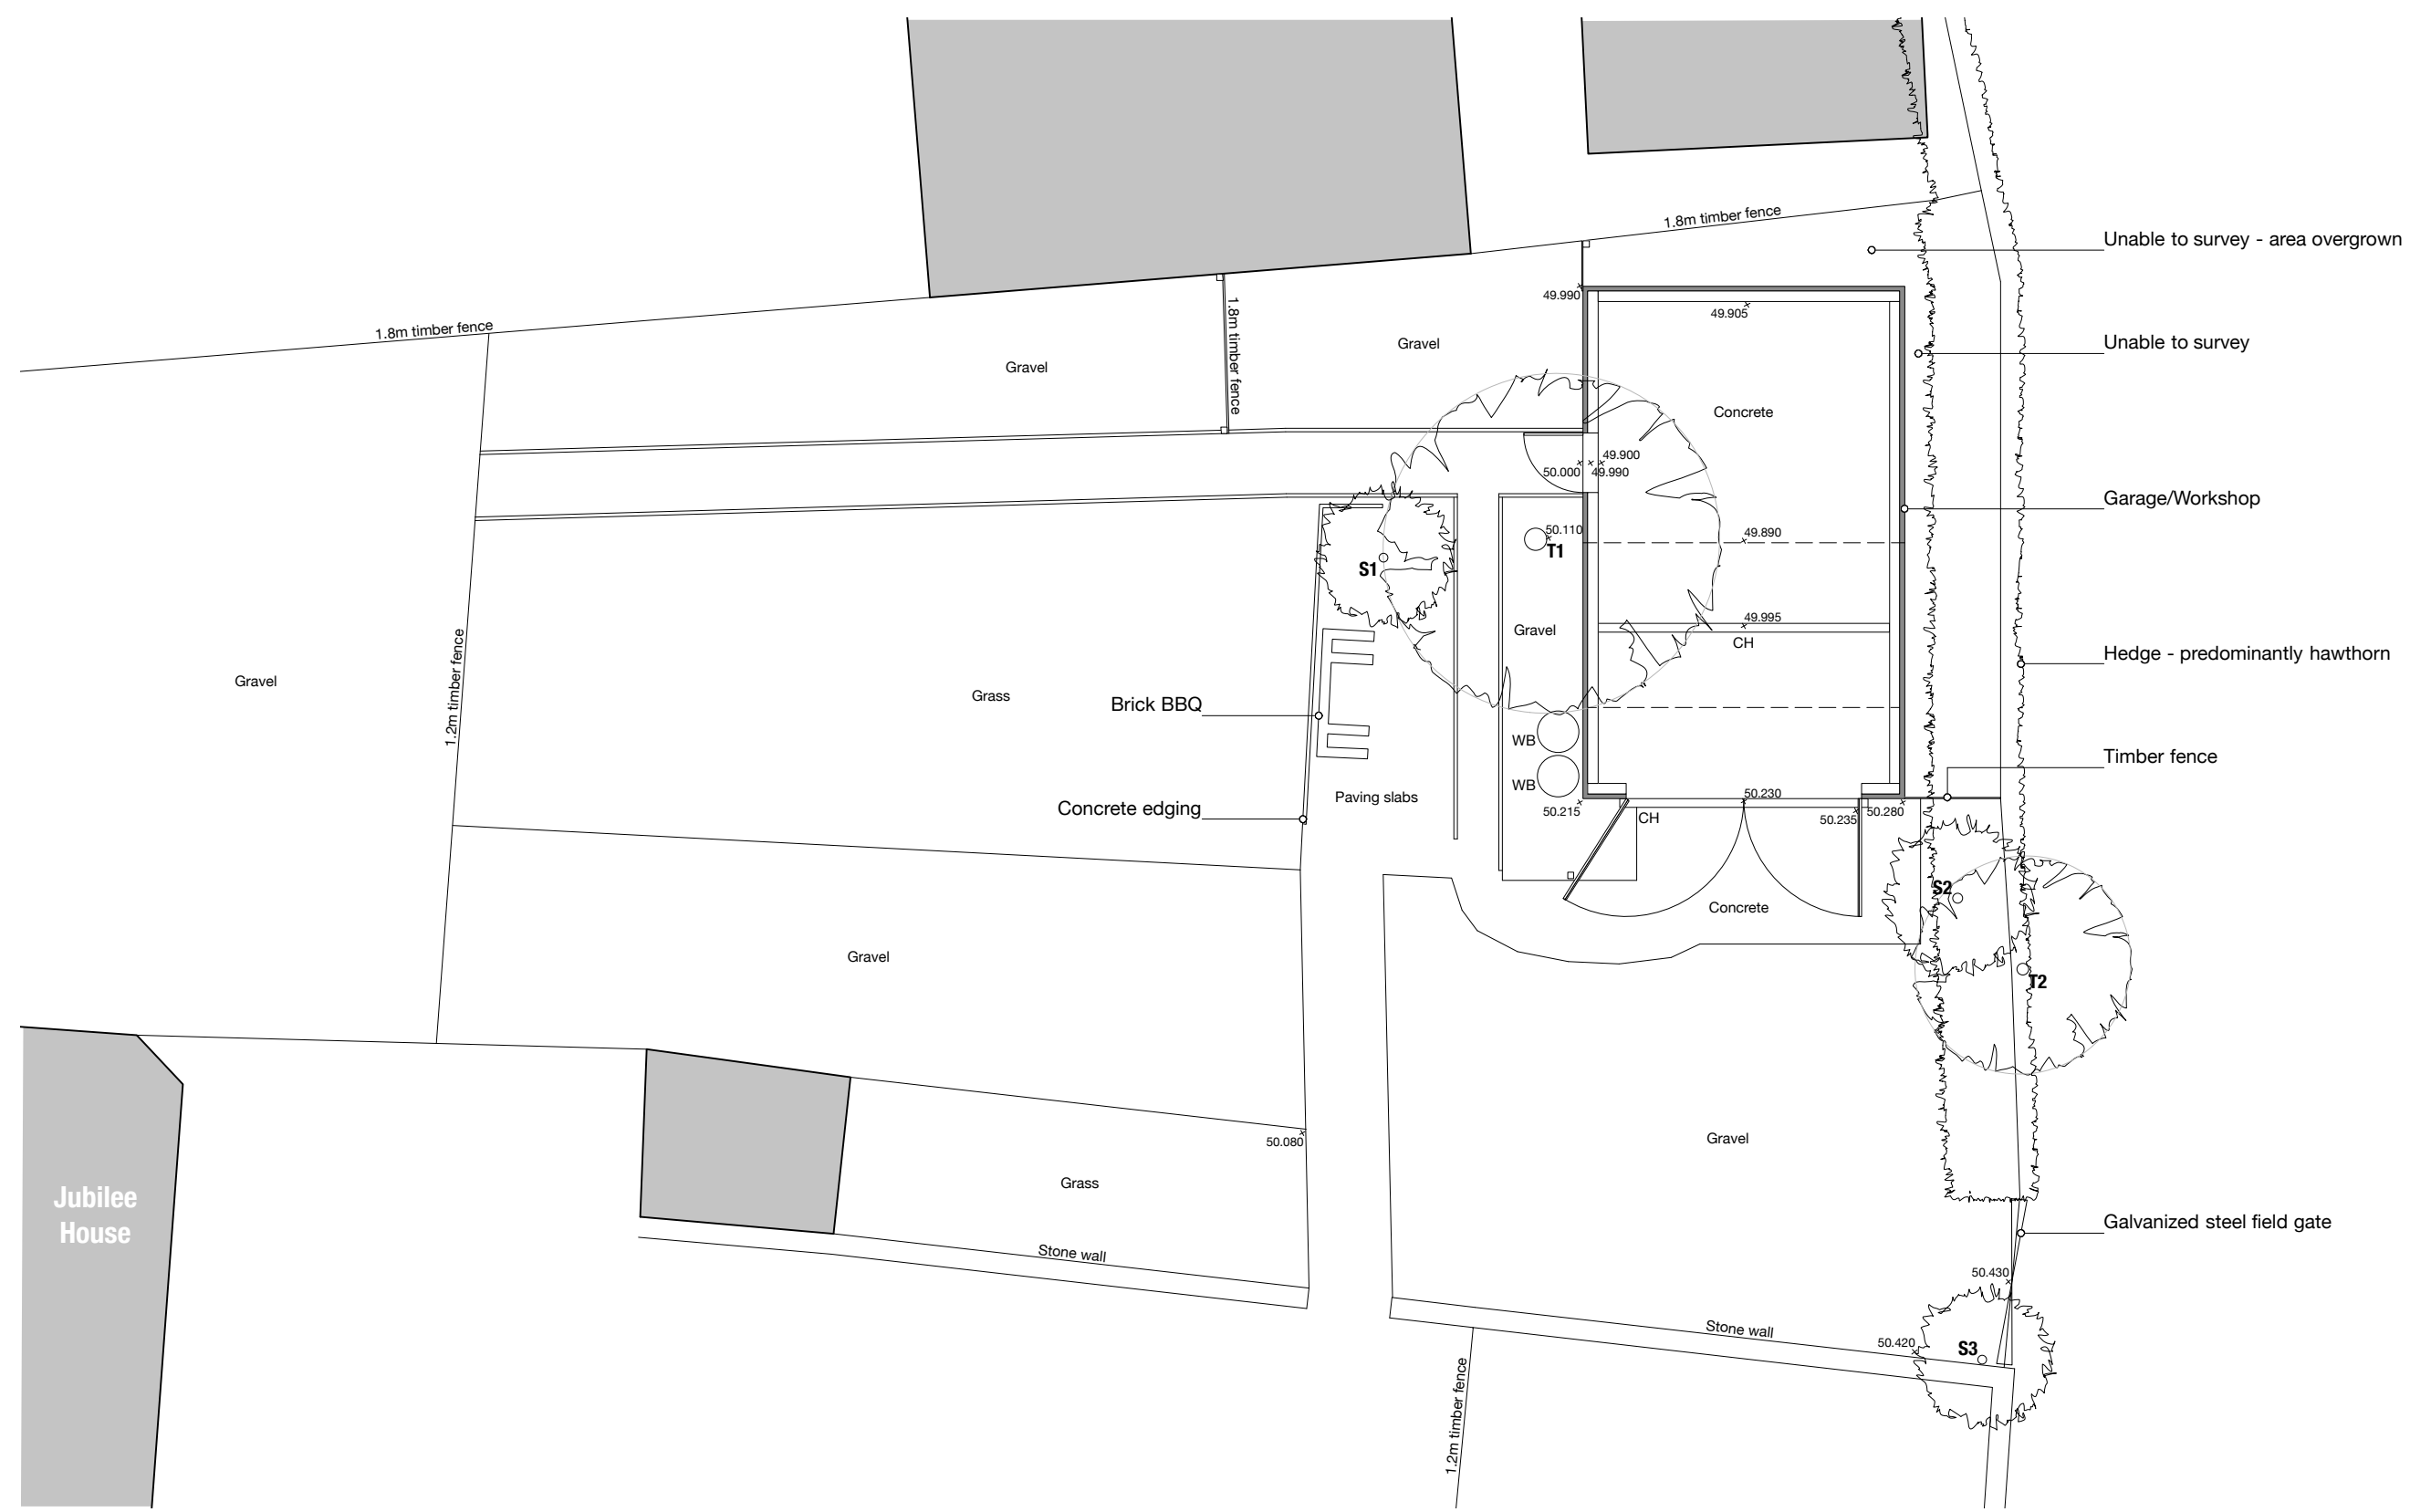 1.8m timber fence
Unable to survey - area overgrown
49.990
49.905
1.8m timber fence
1.8m timber fence
Gravel
Gravel
Unable to survey
Concrete
49.900
50.000
49.990
Garage/Workshop
50.110
T1
49.890
S1
49.995
Gravel
CH
Hedge - predominantly hawthorn
Gravel
1.2m timber fence
Grass
Brick BBQ
WB
WB
Timber fence
Concrete edging
Paving slabs
50.215
50.230
CH
50.235
50.280
S2
Concrete
Gravel
T2
50.080
Gravel
Grass
Jubilee
House
Stone wall
Galvanized steel field gate
50.430
Stone wall
50.420
S3
1.2m timber fence